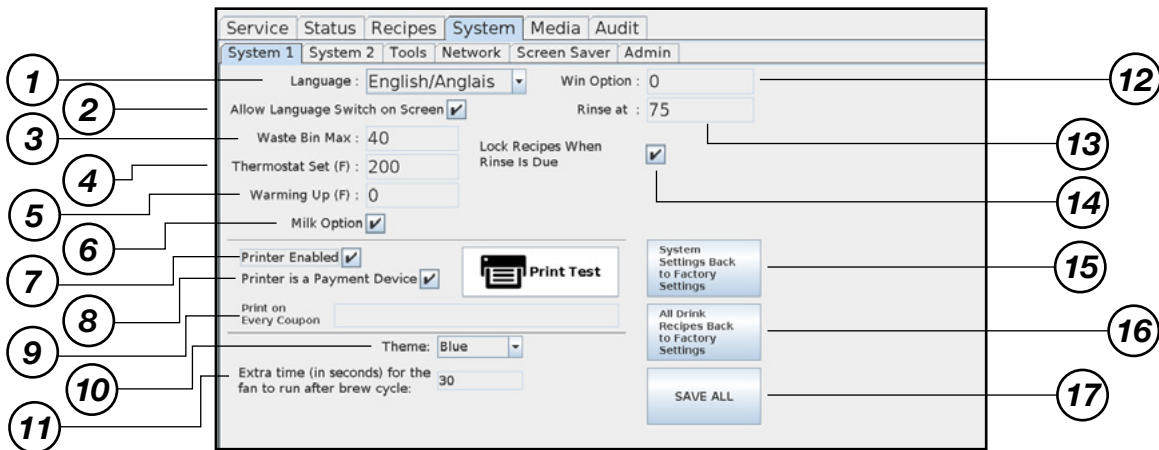 Service Status Recipes System Media Audit
System 1 System 2 Tools Network Screen Saver Admin
1 Language : English/Anglais Win Option : 0 12
2 Allow Language Switch on Screen Rinse at : 75 13
3 Waste Bin Max : 40
Lock Recipes When
Rinse Is Due
14
4 Thermostat Set (F) : 200
5 Warming Up (F) : 0
6 Milk Option
7 Printer Enabled
8 Printer is a Payment Device
Print Test
9 Print on
Every Coupon
10 Theme: Blue
11 Extra time (in seconds) for the
fan to run after brew cycle: 30
System
Settings Back
to Factory
Settings
15
All Drink
Recipes Back
to Factory
Settings
16
SAVE ALL 17